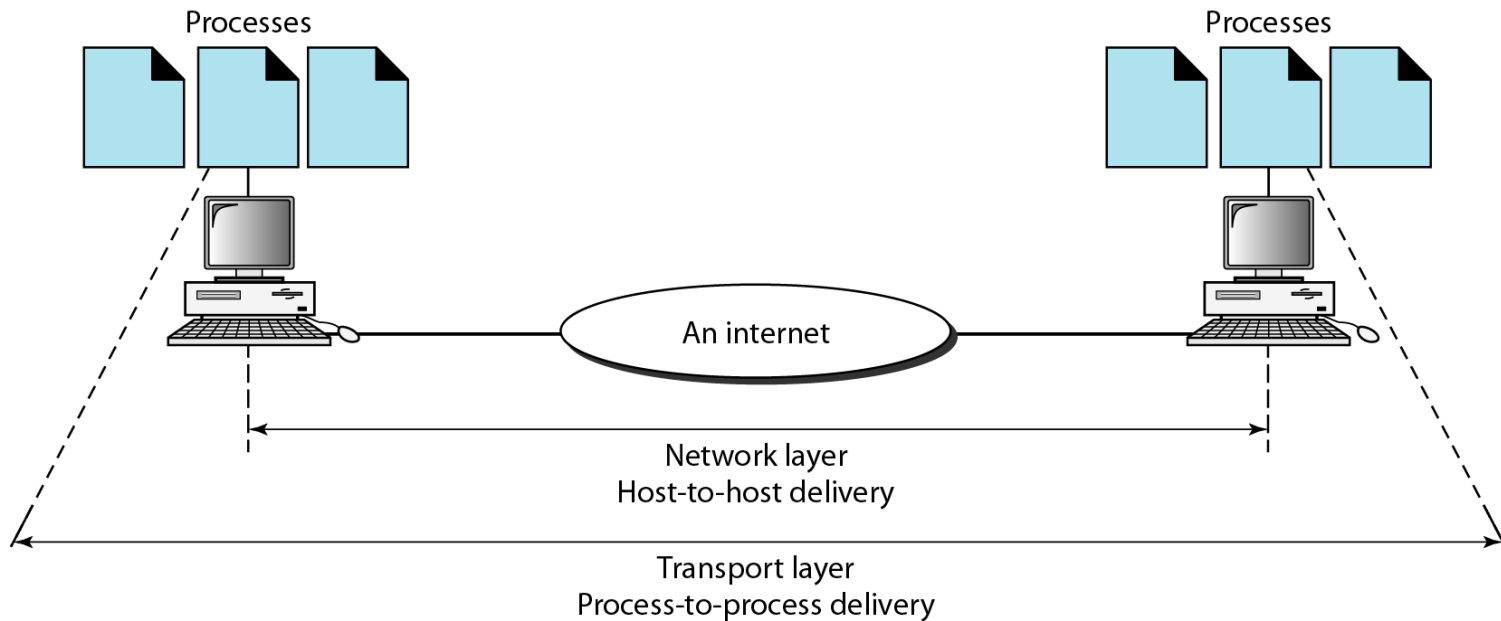 Processes
Processes
An internet
Network layer
Host-to-host delivery
Transport layer
Process-to-process delivery